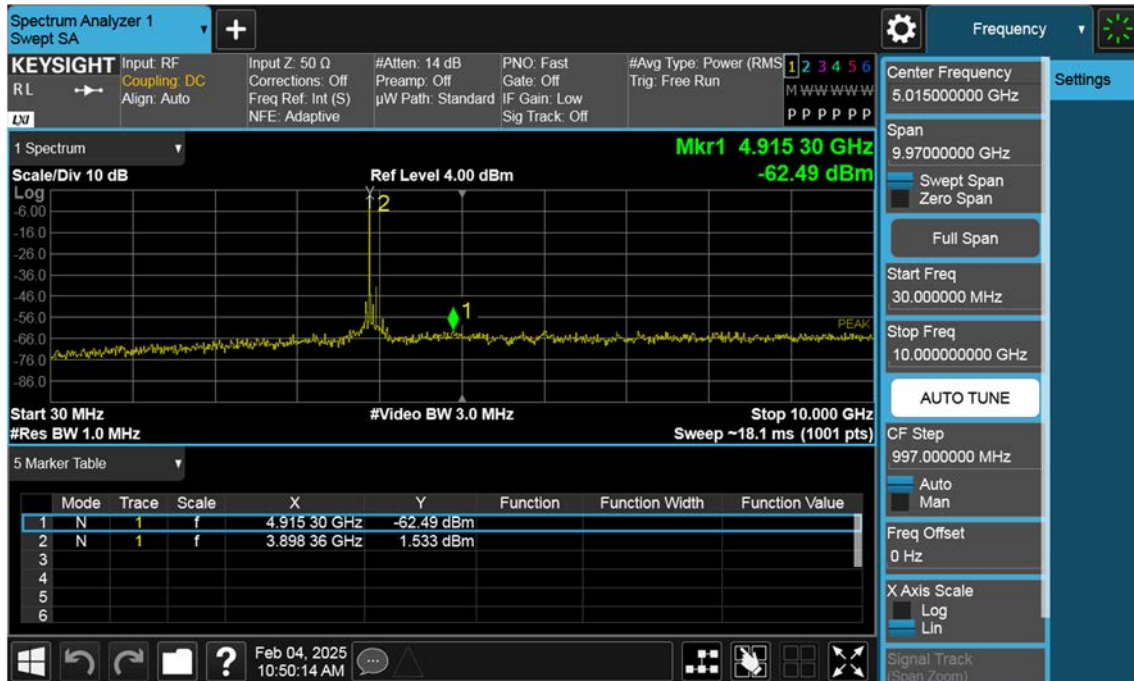 Spectrum Analyzer 1
Swept SA
Frequency
KEYSIGHT
RL
LXI
Input: RF
Coupling: DC
Align: Auto
Input Z: 50 Ω
Corrections: Off
Freq Ref: Int (S)
NFE: Adaptive
#Atten: 14 dB
Preamp: Off
µW Path: Standard
PNO: Fast
Gate: Off
IF Gain: Low
Sig Track: Off
#Avg Type: Power (RMS
Trig: Free Run
1 2 3 4 5 6
M W W W W W
P P P P P P
1 Spectrum
Mkr1 4.915 30 GHz
-62.49 dBm
Scale/Div 10 dB
Ref Level 4.00 dBm
Log
-6.00
-16.0
-26.0
-36.0
-46.0
-56.0
-66.0
-76.0
-86.0
2
1
PEAK
Start 30 MHz
#Video BW 3.0 MHz
Stop 10.000 GHz
#Res BW 1.0 MHz
Sweep ~18.1 ms (1001 pts)
5 Marker Table
Mode Trace Scale X Y Function Function Width Function Value
1 N 1 f 4.915 30 GHz -62.49 dBm
2 N 1 f 3.898 36 GHz 1.533 dBm
3
4
5
6
Feb 04, 2025
10:50:14 AM
Center Frequency
5.015000000 GHz
Settings
Span
9.97000000 GHz
Swept Span
Zero Span
Full Span
Start Freq
30.000000 MHz
Stop Freq
10.000000000 GHz
AUTO TUNE
CF Step
997.000000 MHz
Auto
Man
Freq Offset
0 Hz
X Axis Scale
Log
Lin
Signal Track
(Span Zoom)